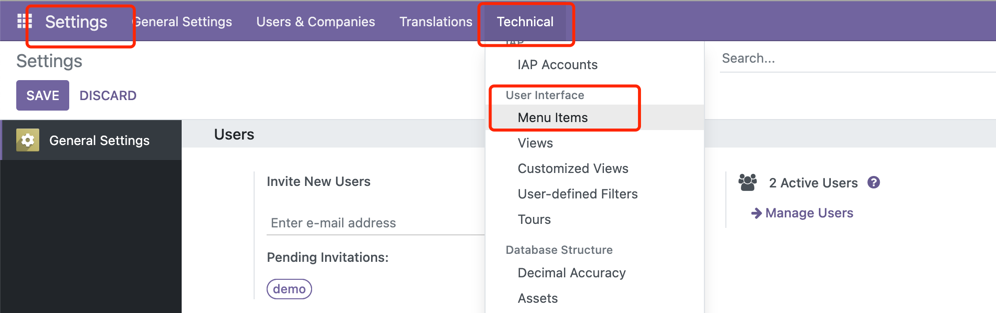 Settings General Settings Users & Companies Translations Technical
Settings
SAVE DISCARD
Search...
IAP
IAP Accounts
User Interface
Menu Items
Views
Customized Views
User-defined Filters
Tours
Database Structure
Decimal Accuracy
Assets
General Settings
Users
Invite New Users
Enter e-mail address
Pending Invitations:
demo
2 Active Users ?
Manage Users